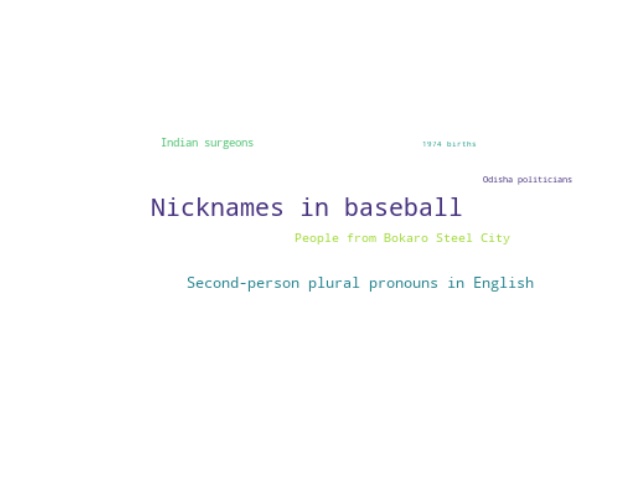 Indian surgeons
1974 births
Odisha politicians
Nicknames in baseball
People from Bokaro Steel City
Second-person plural pronouns in English